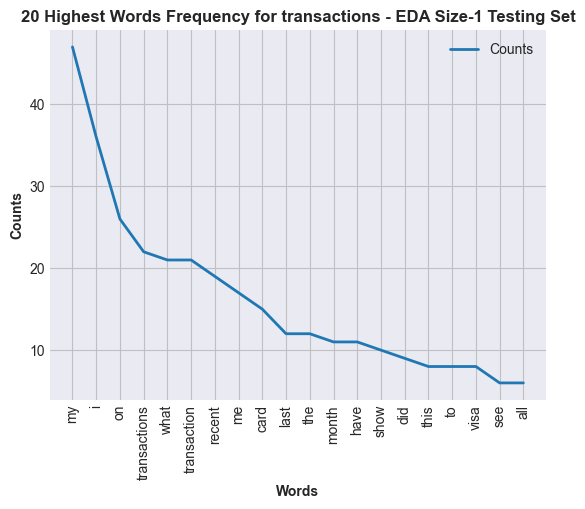 20 Highest Words Frequency for transactions - EDA Size-1 Testing Set
Counts
Counts
40
30
20
10
my
i
on
transactions
what
transaction
recent
me
card
last
the
month
have
show
did
this
to
visa
see
all
Words